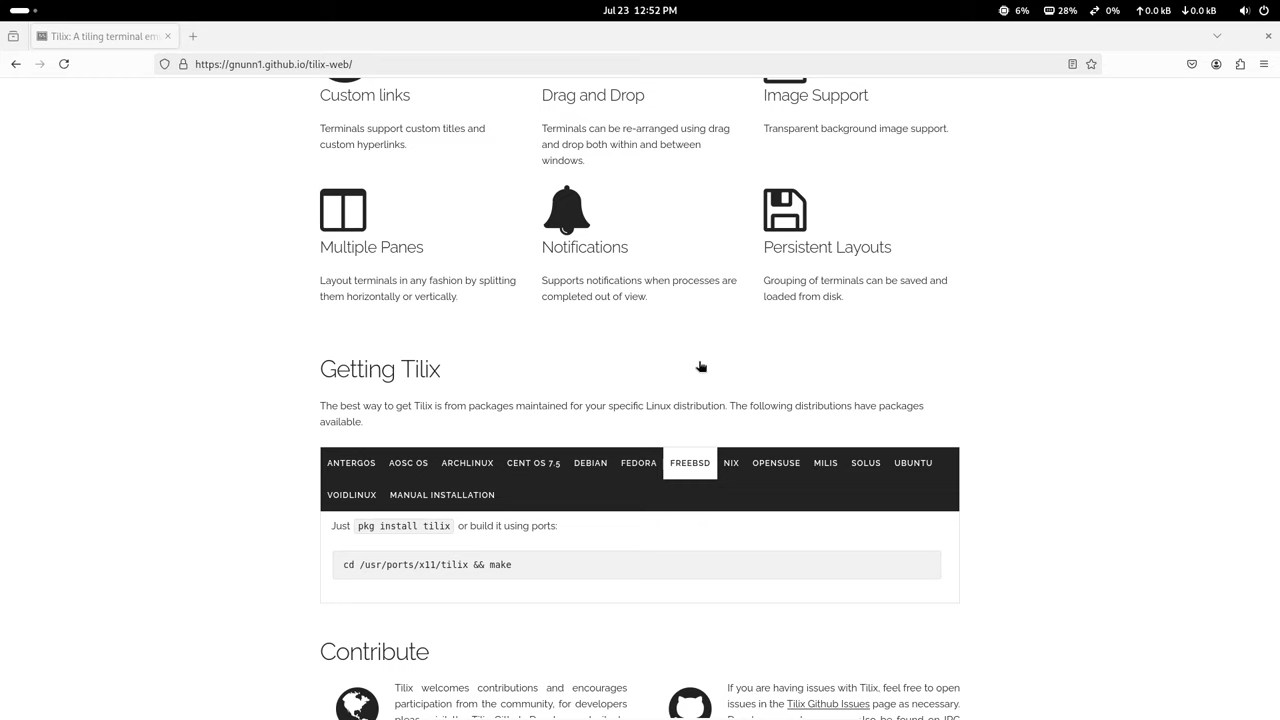 Jul 23 12:52 PM
6%
28%
0%
0.0 kB
0.0 kB
Tilix: A tiling terminal em
https://gnunn1.github.io/tilix-web/
Custom links
Terminals support custom titles and
custom hyperlinks.
Drag and Drop
Terminals can be re-arranged using drag
and drop both within and between
windows.
Image Support
Transparent background image support.
Multiple Panes
Layout terminals in any fashion by splitting
them horizontally or vertically.
Notifications
Supports notifications when processes are
completed out of view.
Persistent Layouts
Grouping of terminals can be saved and
loaded from disk.
Getting Tilix
The best way to get Tilix is from packages maintained for your specific Linux distribution. The following distributions have packages
available.
ANTERGOS AOSC OS ARCHLINUX CENT OS 7.5 DEBIAN FEDORA FREEBSD NIX OPENSUSE MILIS SOLUS UBUNTU
VOIDLINUX MANUAL INSTALLATION
Just pkg install tilix or build it using ports:
cd /usr/ports/x11/tilix && make
Contribute
Tilix welcomes contributions and encourages
participation from the community, for developers
If you are having issues with Tilix, feel free to open
issues in the Tilix Github Issues page as necessary.